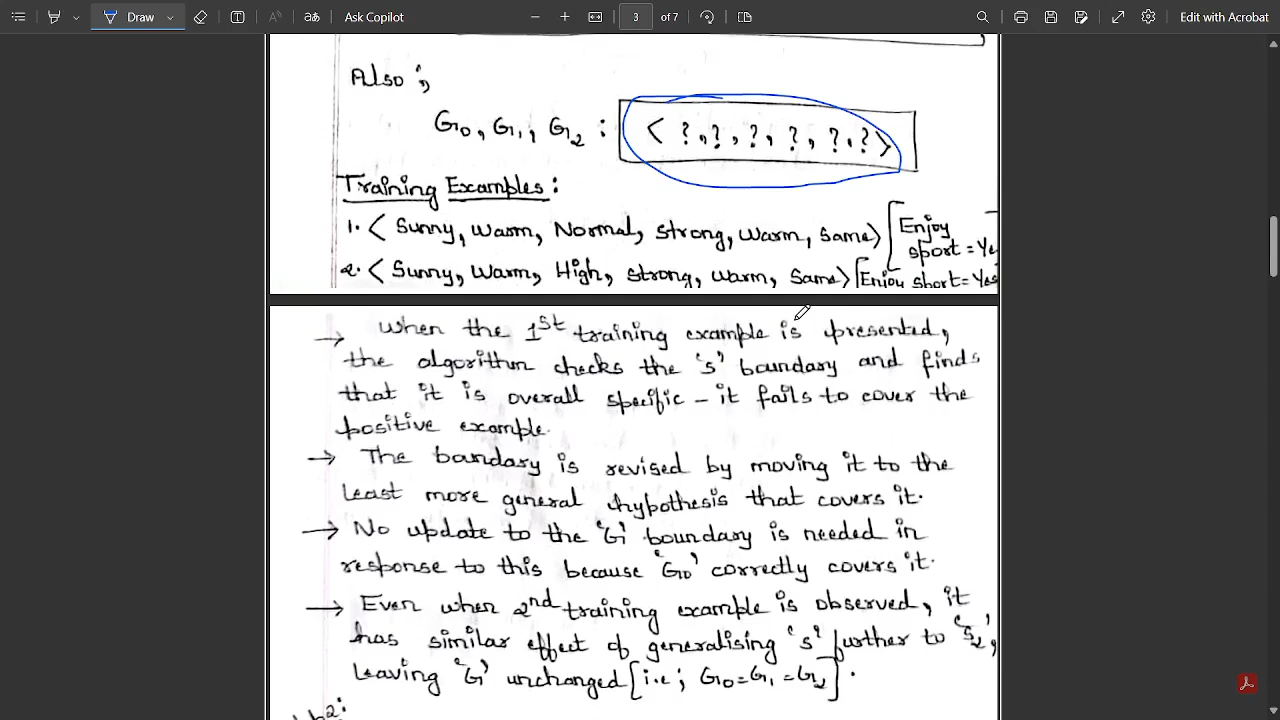 Draw
Ask Copilot
3 of 7
Edit with Acrobat
Also ;
G0, G1, G2 : < ?, ?, ?, ?, ?, ? >
Training Examples :
1. < Sunny, Warm, Normal, Strong, Warm, Same> [Enjoy
sport = Ye
2. < Sunny, Warm, High, Strong, Warm, Same> [Enjoy sport = Yes
→ When the 1st training example is presented,
the algorithm checks the 's' boundary and finds
that it is overall specific - it fails to cover the
positive example.
→ The bandary is revised by moving it to the
least more general hypothesis that covers it.
→ No update to the 'G' boundary is needed in
response to this because 'G0' correctly covers it.
→ Even when 2nd training example is observed, it
has similar effect of generalising 's' further to 'S2',
leaving 'G' unchanged [i.e; G0=G1=G2].